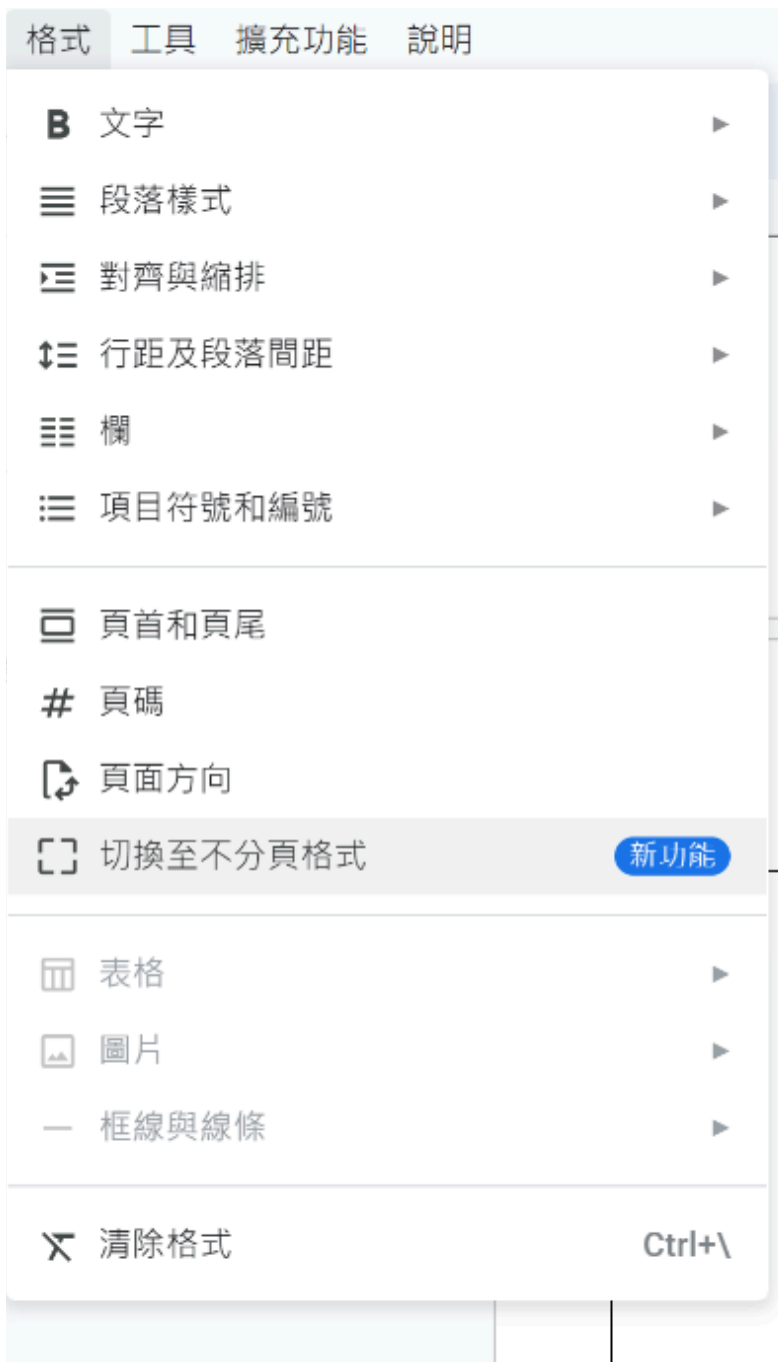 格式 工具 擴充功能 說明
B 文字
段落樣式
對齊與縮排
行距及段落間距
欄
項目符號和編號
頁首和頁尾
# 頁碼
頁面方向
切換至不分頁格式 新功能
表格
圖片
框線與線條
清除格式 Ctrl+\